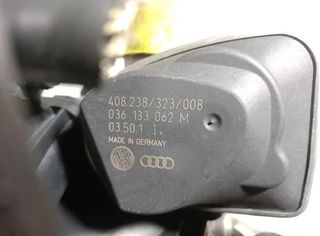 408.238/323/008
036 133 062 M
03.50.1 I.
MADE IN GERMANY